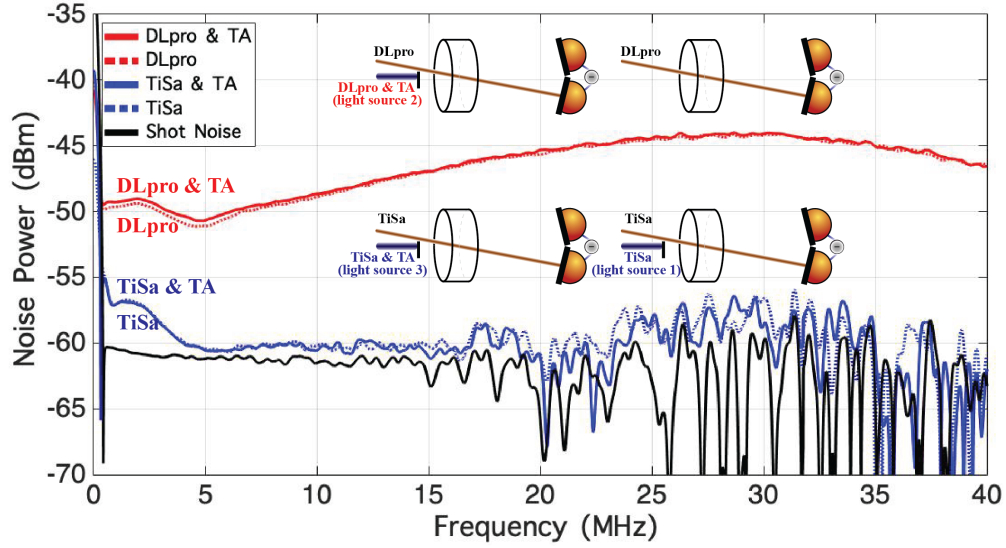 -35
-40
-45
-50
-55
-60
-65
-70
Noise Power (dBm)
DLpro & TA
DLpro
TiSa & TA
TiSa
Shot Noise
DLpro
DLpro & TA
(light source 2)
DLpro
DLpro & TA
DLpro
TiSa
TiSa & TA
(light source 3)
TiSa
TiSa
(light source 1)
TiSa & TA
TiSa
0
5
10
15
20
25
30
35
40
Frequency (MHz)